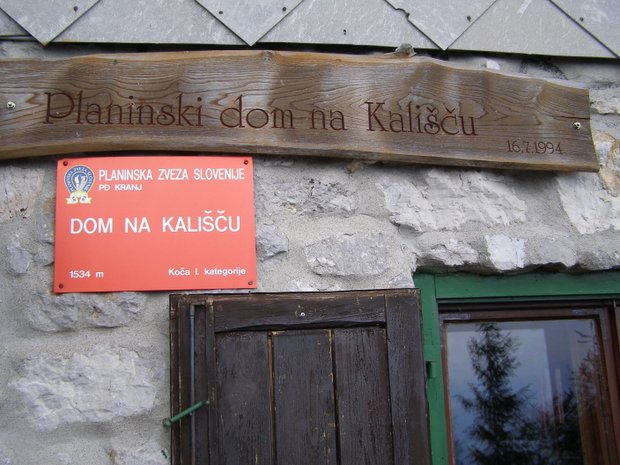 Planinski dom na Kališču
16.7.1994
PLANINSKA ZVEZA SLOVENIJE
PD KRANJ
DOM NA KALIŠČU
1534 m
Koča I. kategorije